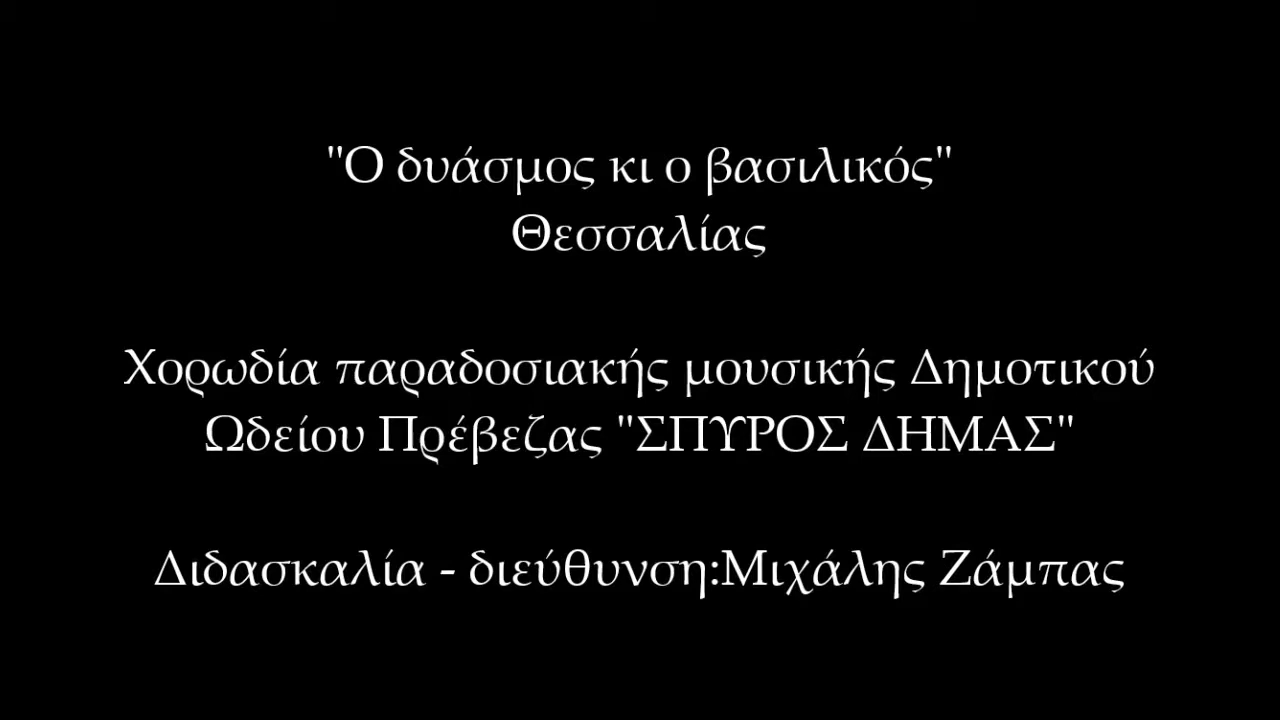 "Ο δυάσμος κι ο βασιλικός"
Θεσσαλίας
Χορωδία παραδοσιακής μουσικής Δημοτικού
Ωδείου Πρέβεζας "ΣΠΥΡΟΣ ΔΗΜΑΣ"
Διδασκαλία - διεύθυνση:Μιχάλης Ζάμπας